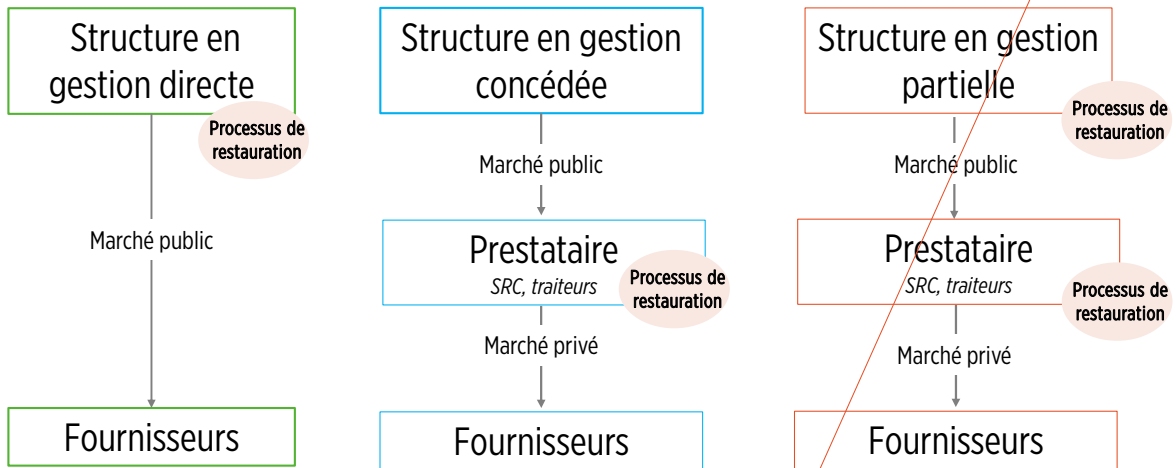 Structure en
gestion directe
Processus de
restauration
Marché public
Fournisseurs
Structure en gestion
concédée
Marché public
Prestataire
SRC, traiteurs
Processus de
restauration
Marché privé
Fournisseurs
Structure en gestion
partielle
Processus de
restauration
Marché public
Prestataire
SRC, traiteurs
Processus de
restauration
Marché privé
Fournisseurs